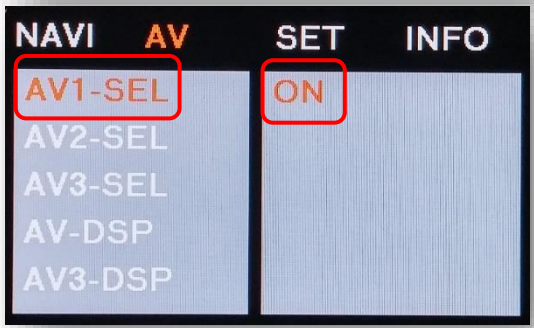 NAVI AV SET INFO
AV1-SEL ON
AV2-SEL
AV3-SEL
AV-DSP
AV3-DSP